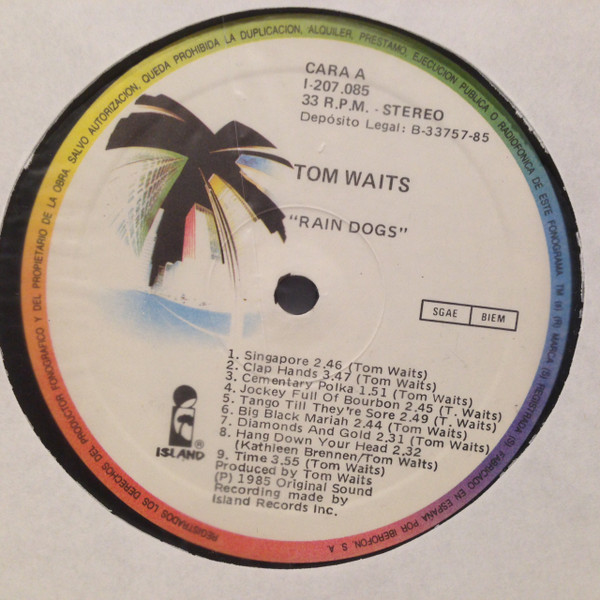 REGISTRADOS LOS DERECHOS DEL PRODUCTOR FONOGRAFICO Y DEL PROPIETARIO DE LA OBRA. SALVO AUTORIZACION, QUEDA PROHIBIDA LA DUPLICACION, ALQUILER, PRESTAMO, EJECUCION PUBLICA O RADIOFONICA DE ESTE FONOGRAMA TM (®) (R) MARCA (S) REGISTRADA (S) FABRICADO EN ESPAÑA POR IBEROFON, S. A.
CARA A
I-207.085
33 R.P.M. - STEREO
Depósito Legal: B-33757-85
TOM WAITS
"RAIN DOGS"
SGAE BIEM
1. Singapore 2.46 (Tom Waits)
2. Clap Hands 3.47 (Tom Waits)
3. Cementary Polka 1.51 (Tom Waits)
4. Jockey Full Of Bourbon 2.45 (T. Waits)
5. Tango Till They're Sore 2.49 (T. Waits)
6. Big Black Mariah 2.44 (Tom Waits)
7. Diamonds And Gold 2.31 (Tom Waits)
8. Hang Down Your Head 2.32
(Kathleen Brennen/Tom Waits)
9. Time 3.55 (Tom Waits)
Produced by Tom Waits
(P) 1985 Original Sound
Recording made by
Island Records Inc.
ISLAND ®